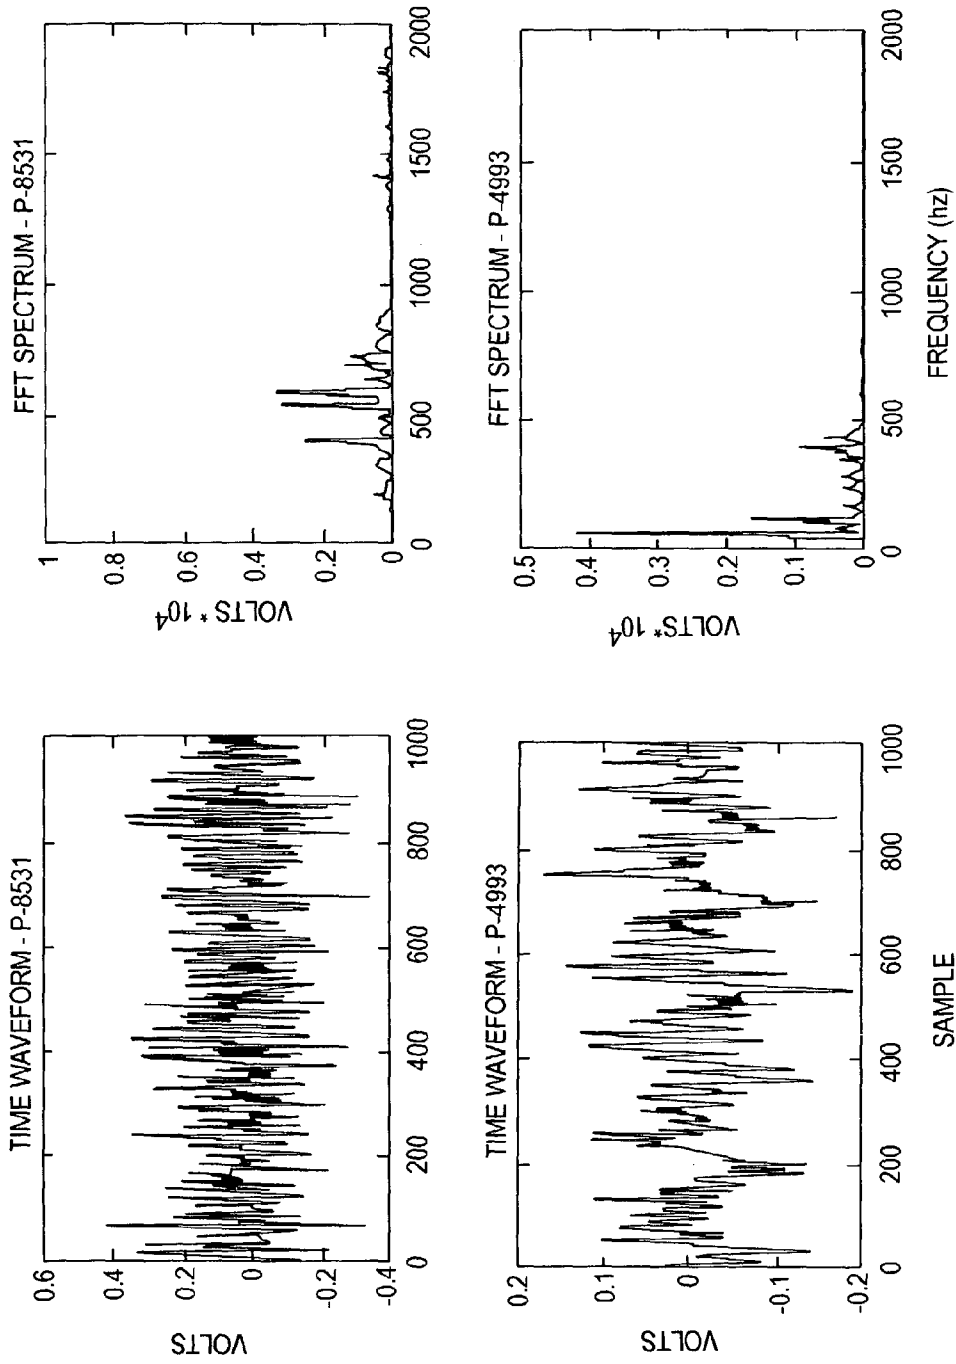 TIME WAVEFORM - P-8531
VOLTS
0.6
0.4
0.2
0
-0.2
-0.4
0 200 400 600 800 1000
FFT SPECTRUM - P-8531
VOLTS * 10⁴
1
0.8
0.6
0.4
0.2
0
0 500 1000 1500 2000
TIME WAVEFORM - P-4993
VOLTS
0.2
0.1
0
-0.1
-0.2
0 200 400 600 800 1000
SAMPLE
FFT SPECTRUM - P-4993
VOLTS* 10⁴
0.5
0.4
0.3
0.2
0.1
0
0 500 1000 1500 2000
FREQUENCY (hz)